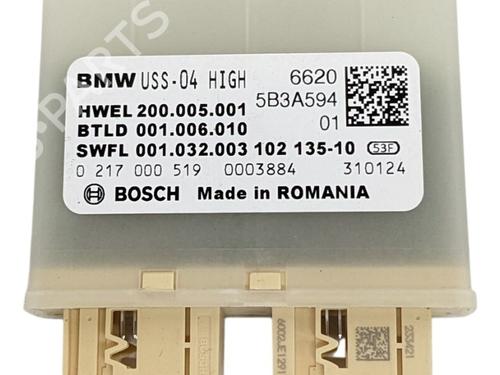 BMW USS-04 HIGH 6620
HWEL 200.005.001 5B3A594
BTLD 001.006.010 01
SWFL 001.032.003 102 135-10 53F
0 217 000 519 0003884 310124
BOSCH Made in ROMANIA
233421